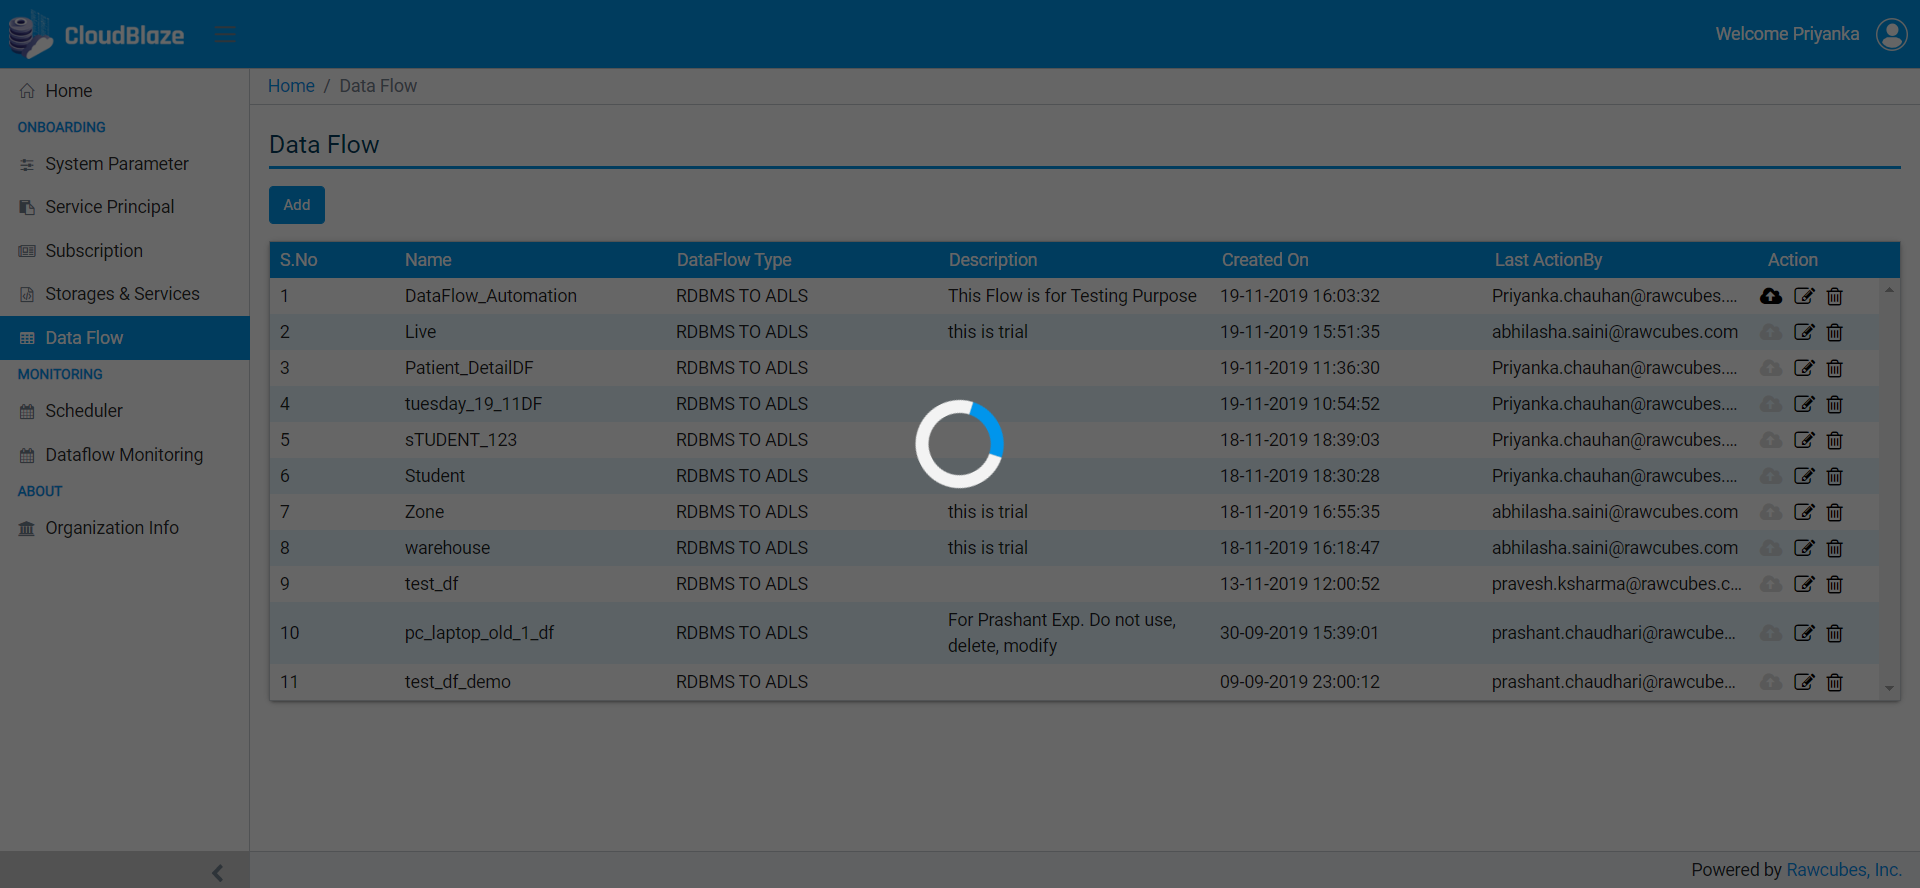 CloudBlaze
Welcome Priyanka
Home
ONBOARDING
System Parameter
Service Principal
Subscription
Storages & Services
Data Flow
MONITORING
Scheduler
Dataflow Monitoring
ABOUT
Organization Info
Home / Data Flow
Data Flow
Add
S.No Name DataFlow Type Description Created On Last ActionBy Action
1 DataFlow_Automation RDBMS TO ADLS This Flow is for Testing Purpose 19-11-2019 16:03:32 Priyanka.chauhan@rawcubes....
2 Live RDBMS TO ADLS this is trial 19-11-2019 15:51:35 abhilasha.saini@rawcubes.com
3 Patient_DetailDF RDBMS TO ADLS 19-11-2019 11:36:30 Priyanka.chauhan@rawcubes....
4 tuesday_19_11DF RDBMS TO ADLS 19-11-2019 10:54:52 Priyanka.chauhan@rawcubes....
5 sTUDENT_123 RDBMS TO ADLS 18-11-2019 18:39:03 Priyanka.chauhan@rawcubes....
6 Student RDBMS TO ADLS 18-11-2019 18:30:28 Priyanka.chauhan@rawcubes....
7 Zone RDBMS TO ADLS this is trial 18-11-2019 16:55:35 abhilasha.saini@rawcubes.com
8 warehouse RDBMS TO ADLS this is trial 18-11-2019 16:18:47 abhilasha.saini@rawcubes.com
9 test_df RDBMS TO ADLS 13-11-2019 12:00:52 pravesh.ksharma@rawcubes.c...
10 pc_laptop_old_1_df RDBMS TO ADLS For Prashant Exp. Do not use,
delete, modify 30-09-2019 15:39:01 prashant.chaudhari@rawcube...
11 test_df_demo RDBMS TO ADLS 09-09-2019 23:00:12 prashant.chaudhari@rawcube...
Powered by Rawcubes, Inc.